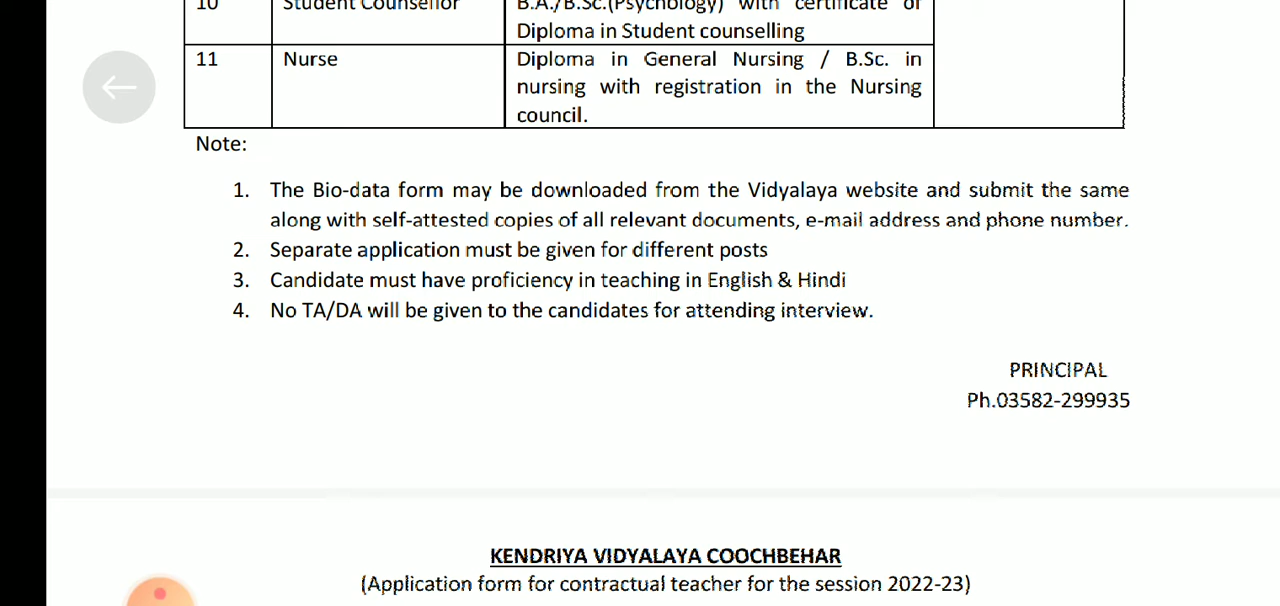 10 Student Counsellor B.A./B.Sc.(Psychology) with certificate of
Diploma in Student counselling
11 Nurse Diploma in General Nursing / B.Sc. in
nursing with registration in the Nursing
council.
Note:
1. The Bio-data form may be downloaded from the Vidyalaya website and submit the same
along with self-attested copies of all relevant documents, e-mail address and phone number.
2. Separate application must be given for different posts
3. Candidate must have proficiency in teaching in English & Hindi
4. No TA/DA will be given to the candidates for attending interview.
PRINCIPAL
Ph.03582-299935
KENDRIYA VIDYALAYA COOCHBEHAR
(Application form for contractual teacher for the session 2022-23)